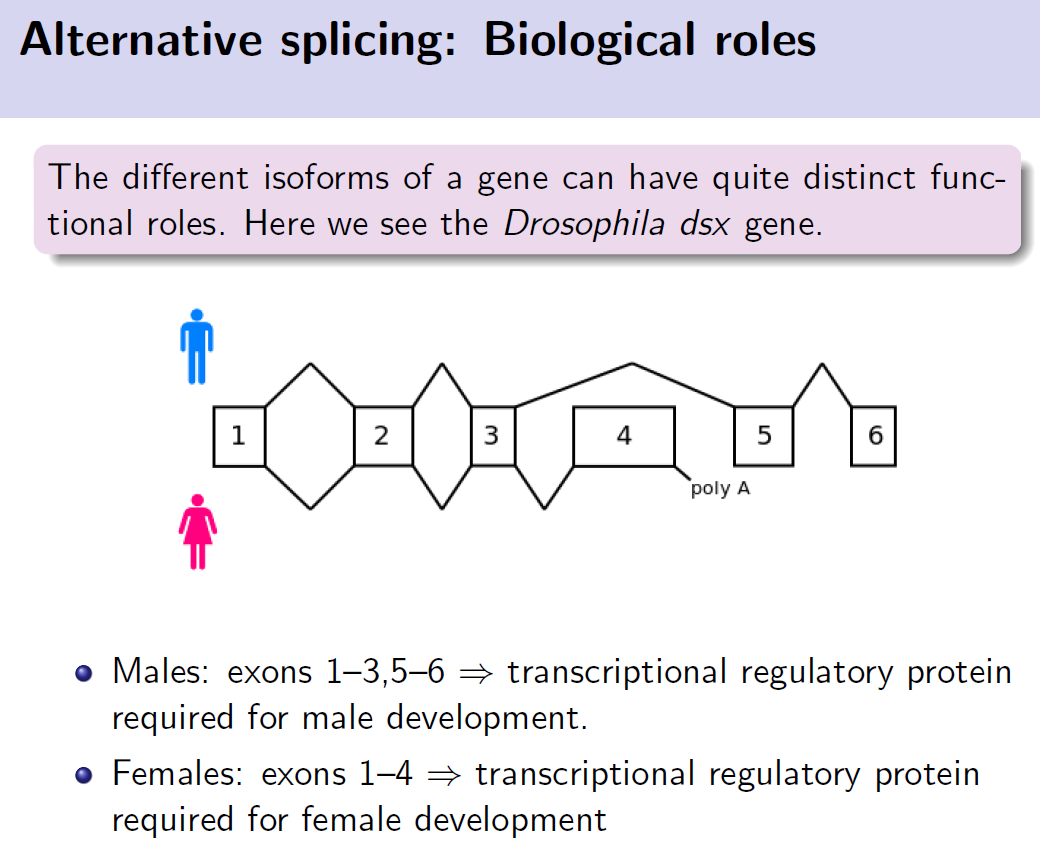 Alternative splicing: Biological roles
The different isoforms of a gene can have quite distinct func-
tional roles. Here we see the Drosophila dsx gene.
1 2 3 4 5 6
poly A
Males: exons 1–3,5–6 ⇒ transcriptional regulatory protein
required for male development.
Females: exons 1–4 ⇒ transcriptional regulatory protein
required for female development